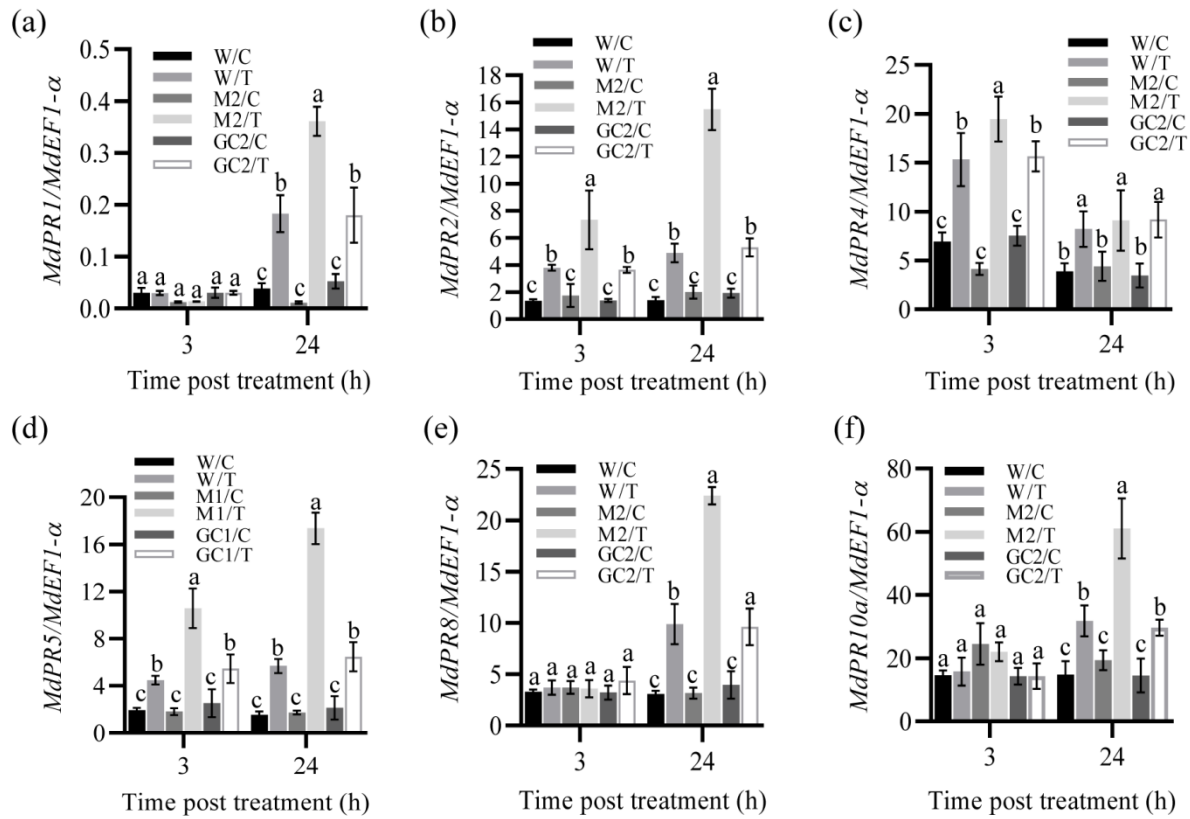 (a)
MdPR1/MdEF1-α
0.5
0.4
0.3
0.2
0.1
0.0
W/C
W/T
M2/C
M2/T
GC2/C
GC2/T
a a a a a a
c b c a c b
3 24
Time post treatment (h)
(b)
MdPR2/MdEF1-α
18
16
14
12
10
8
6
4
2
0
W/C
W/T
M2/C
M2/T
GC2/C
GC2/T
c b c a c b
c b c a c b
3 24
Time post treatment (h)
(c)
MdPR4/MdEF1-α
25
20
15
10
5
0
W/C
W/T
M2/C
M2/T
GC2/C
GC2/T
c b c a c b
b a b a b a
3 24
Time post treatment (h)
(d)
MdPR5/MdEF1-α
20
16
12
8
4
0
W/C
W/T
M1/C
M1/T
GC1/C
GC1/T
c b c a c b
c b c a c b
3 24
Time post treatment (h)
(e)
MdPR8/MdEF1-α
25
20
15
10
5
0
W/C
W/T
M2/C
M2/T
GC2/C
GC2/T
a a a a a a
c b c a c a
3 24
Time post treatment (h)
(f)
MdPR10a/MdEF1-α
80
60
40
20
0
W/C
W/T
M2/C
M2/T
GC2/C
GC2/T
a a a a a a
c b c a c b
3 24
Time post treatment (h)